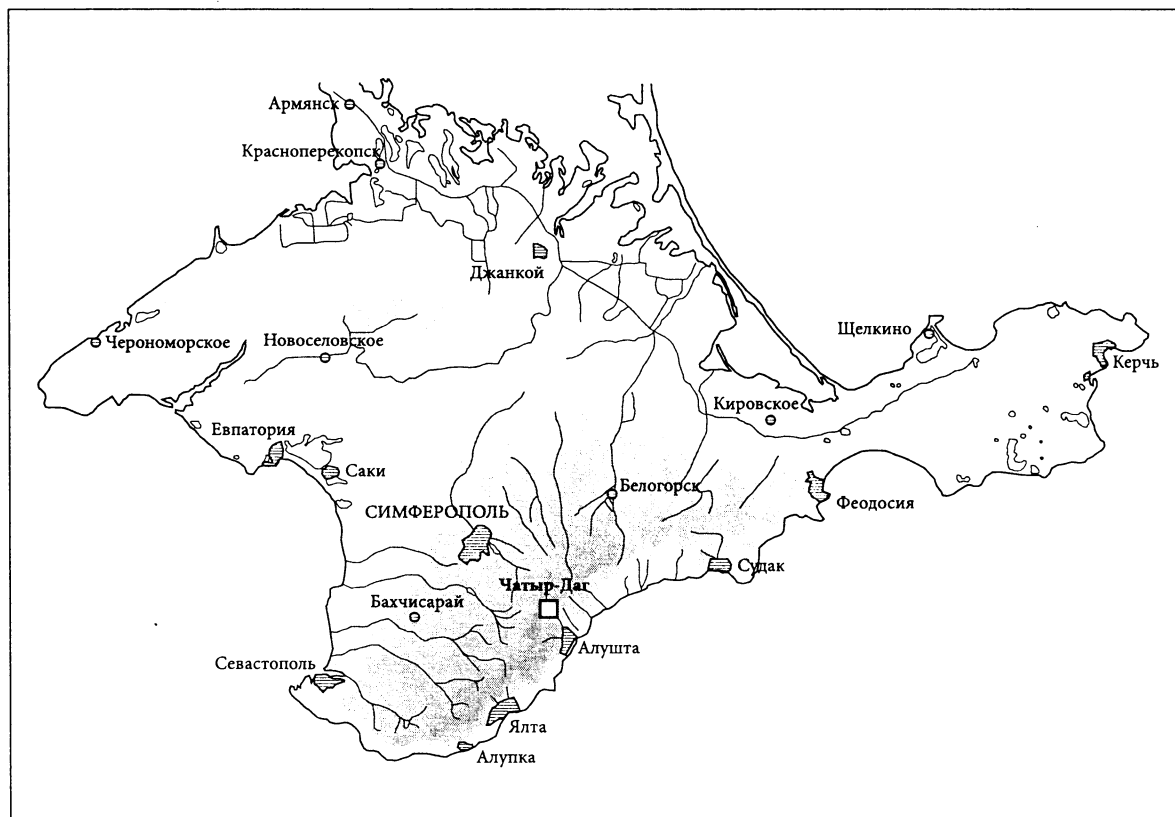 Армянск
Красноперекопск
Джанкой
Черономорское
Новоселовское
Щелкино
Керчь
Кировское
Евпатория
Саки
Белогорск
Феодосия
СИМФЕРОПОЛЬ
Судак
Чатыр-Даг
Бахчисарай
Алушта
Севастополь
Ялта
Алупка